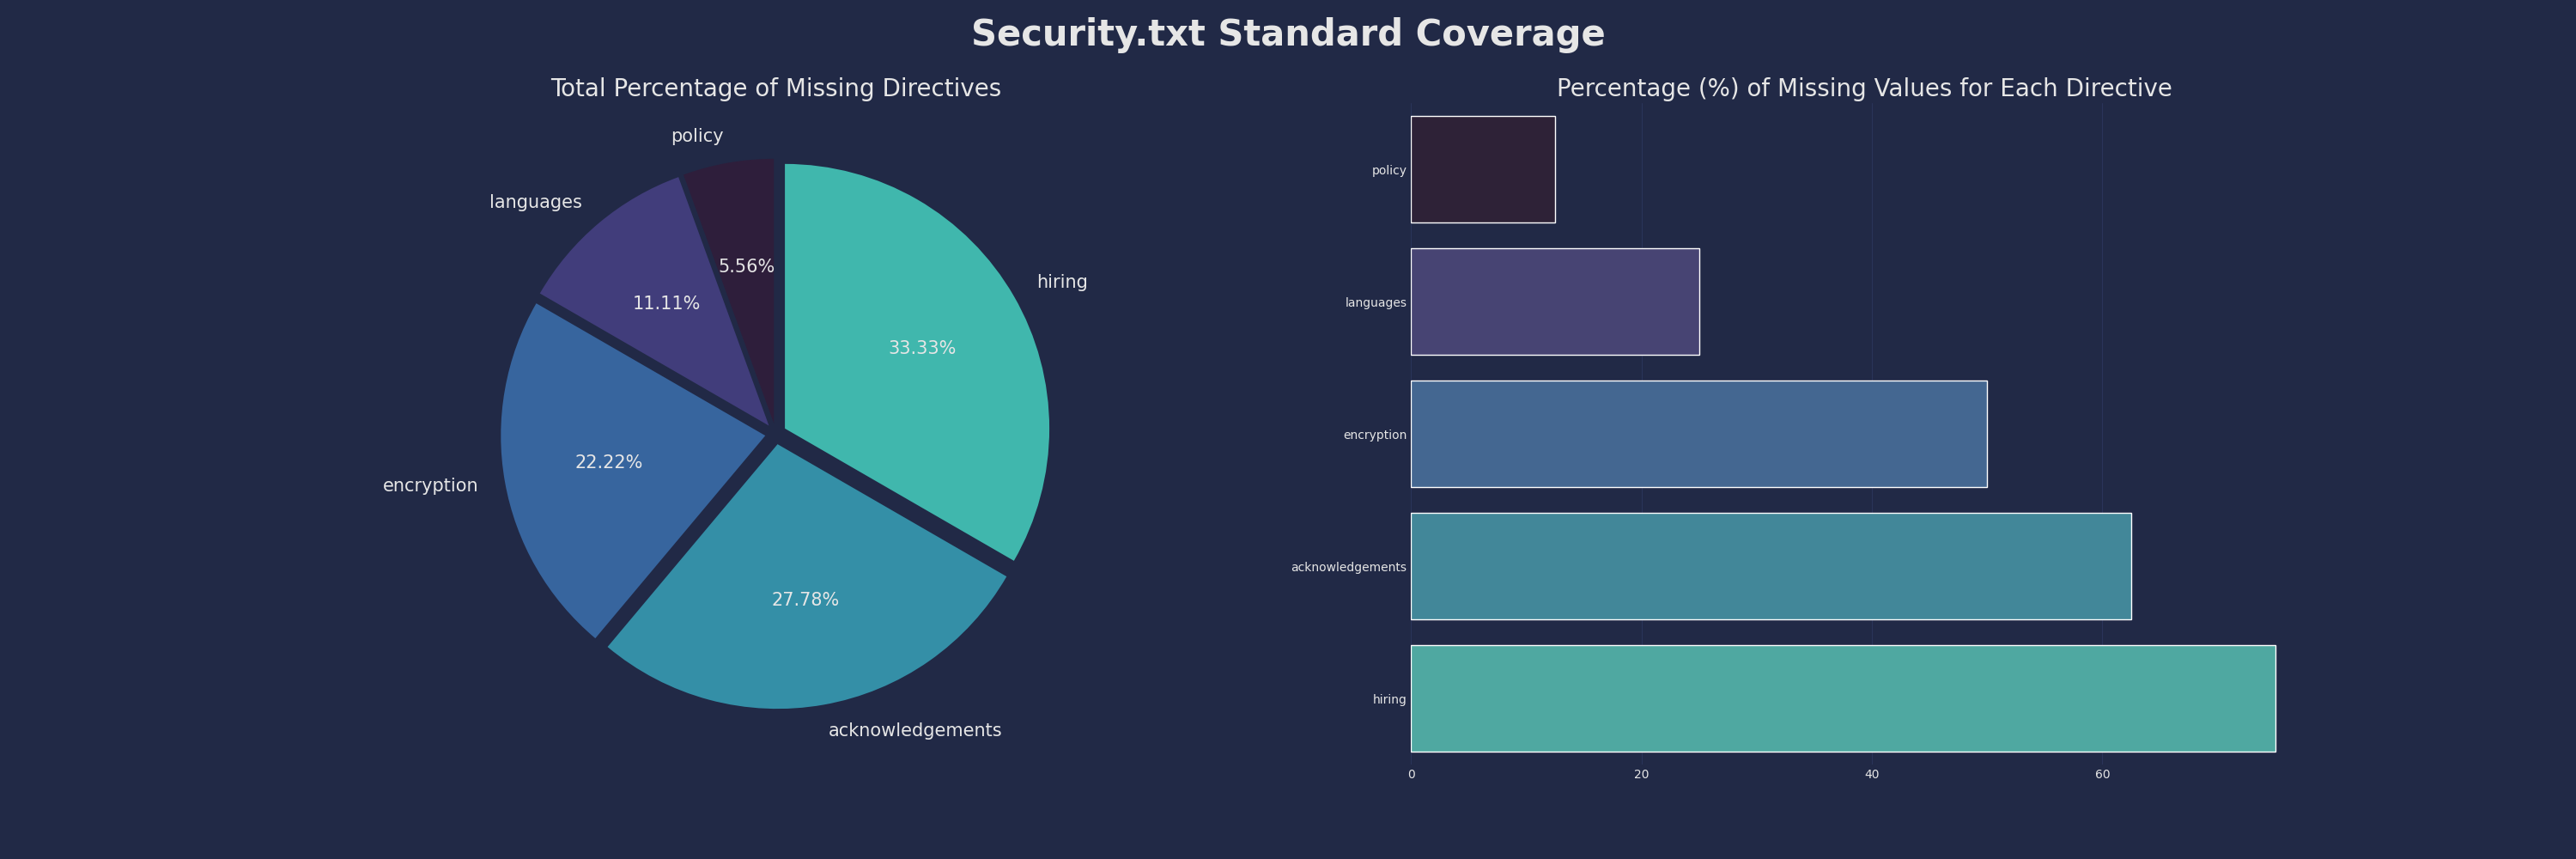 Security.txt Standard Coverage
Total Percentage of Missing Directives
policy
languages
hiring
encryption
acknowledgements
5.56%
11.11%
33.33%
22.22%
27.78%
Percentage (%) of Missing Values for Each Directive
policy
languages
encryption
acknowledgements
hiring
0 20 40 60